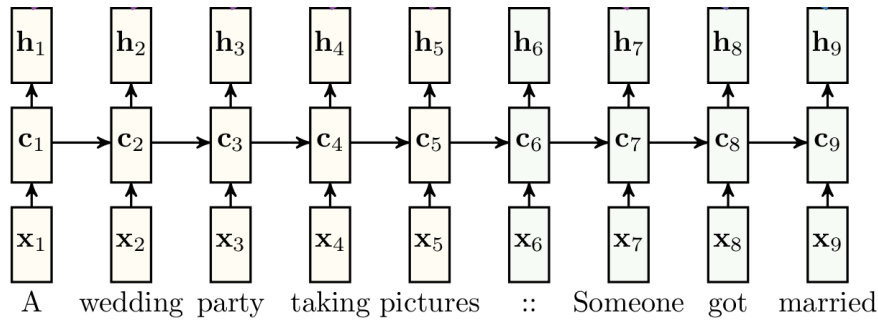 h₁ h₂ h₃ h₄ h₅ h₆ h₇ h₈ h₉
c₁ c₂ c₃ c₄ c₅ c₆ c₇ c₈ c₉
x₁ x₂ x₃ x₄ x₅ x₆ x₇ x₈ x₉
A wedding party taking pictures :: Someone got married